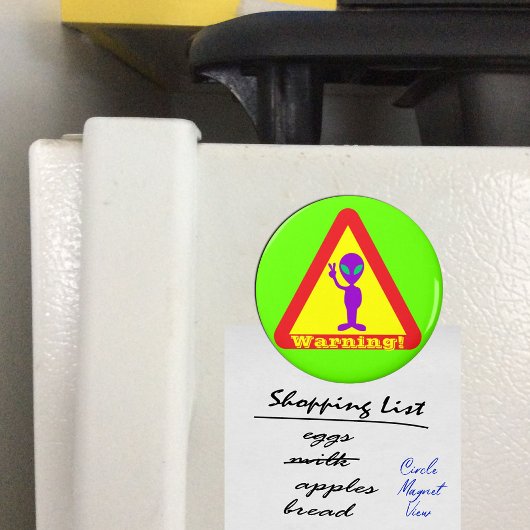 Warning!
Shopping List
eggs
milk
apples
bread
Circle
Magnet
View